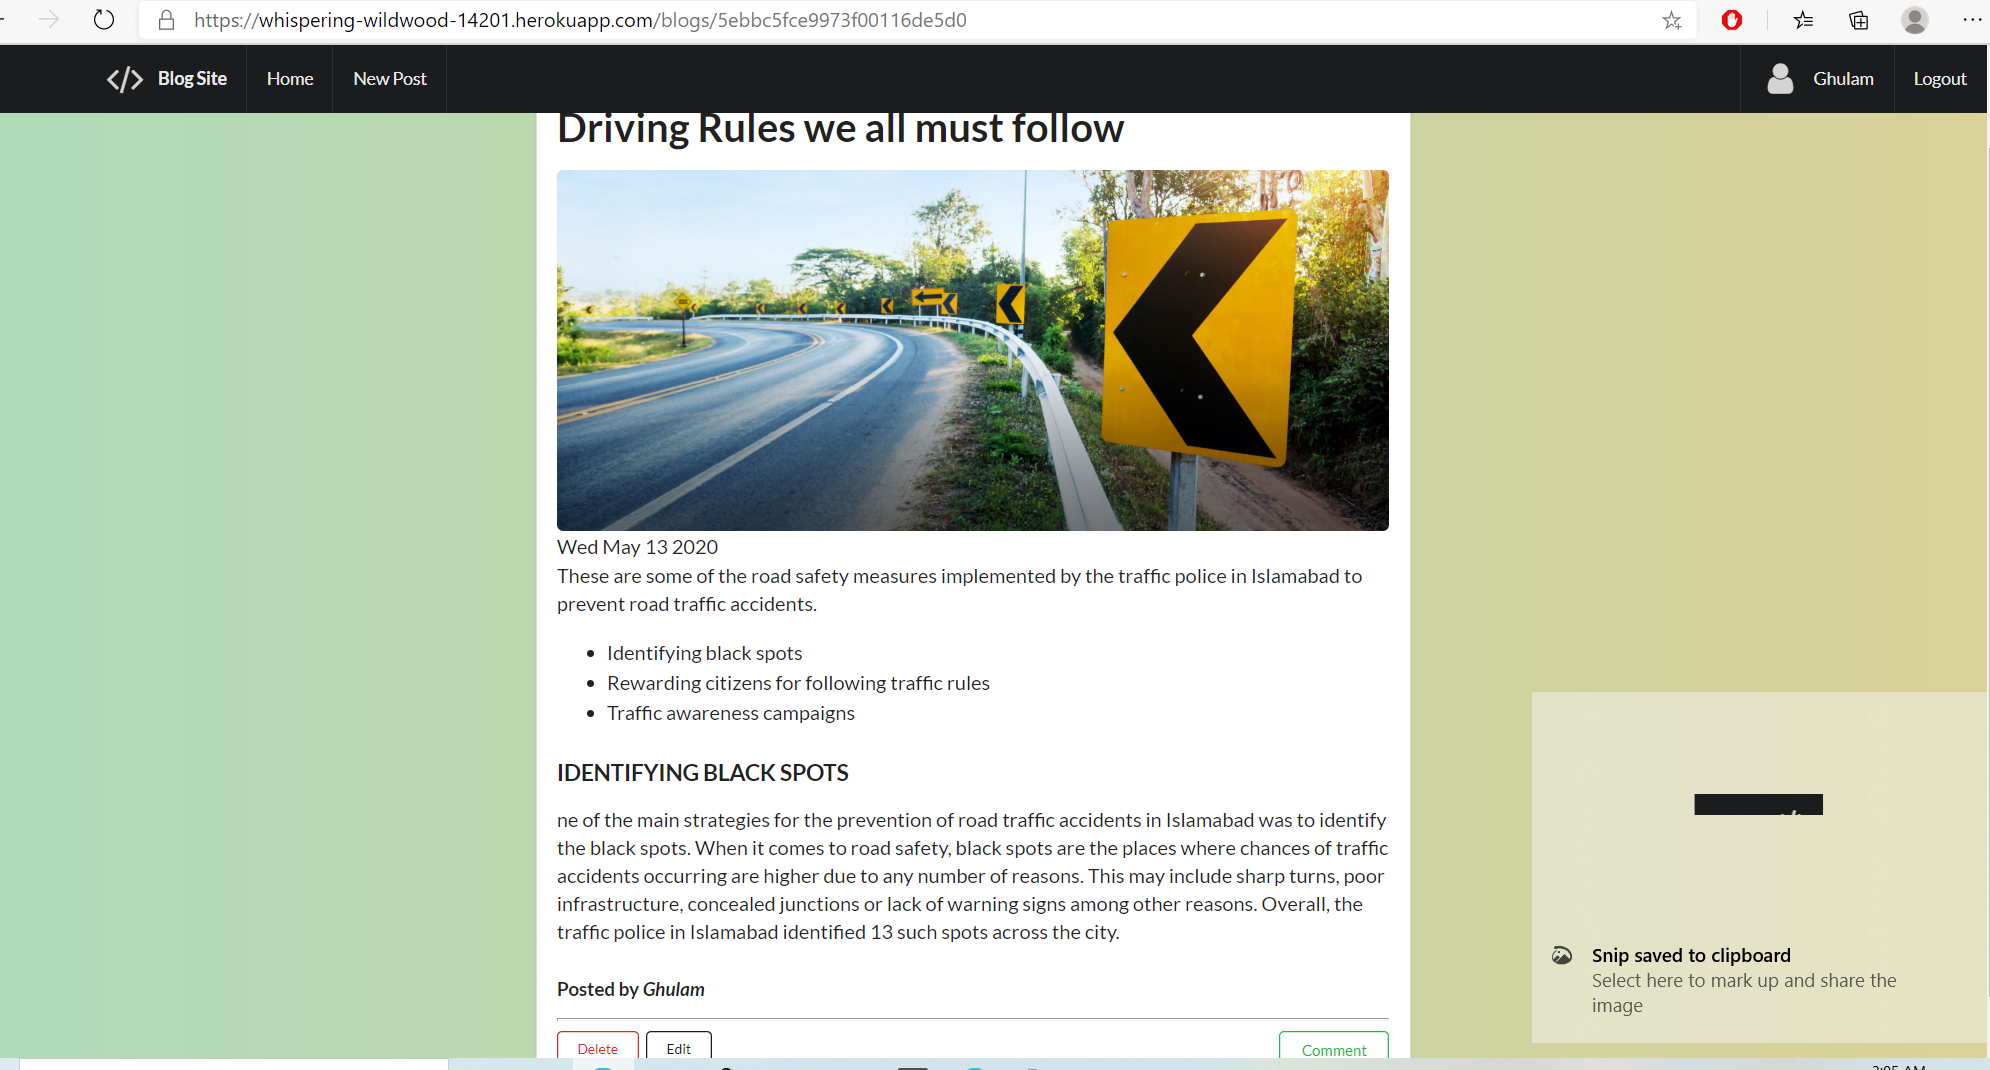 https://whispering-wildwood-14201.herokuapp.com/blogs/5ebbc5fce9973f00116de5d0
Blog Site Home New Post Ghulam Logout
Driving Rules we all must follow
Wed May 13 2020
These are some of the road safety measures implemented by the traffic police in Islamabad to
prevent road traffic accidents.
Identifying black spots
Rewarding citizens for following traffic rules
Traffic awareness campaigns
IDENTIFYING BLACK SPOTS
ne of the main strategies for the prevention of road traffic accidents in Islamabad was to identify
the black spots. When it comes to road safety, black spots are the places where chances of traffic
accidents occurring are higher due to any number of reasons. This may include sharp turns, poor
infrastructure, concealed junctions or lack of warning signs among other reasons. Overall, the
traffic police in Islamabad identified 13 such spots across the city.
Posted by Ghulam
Delete Edit Comment
Snip saved to clipboard
Select here to mark up and share the
image